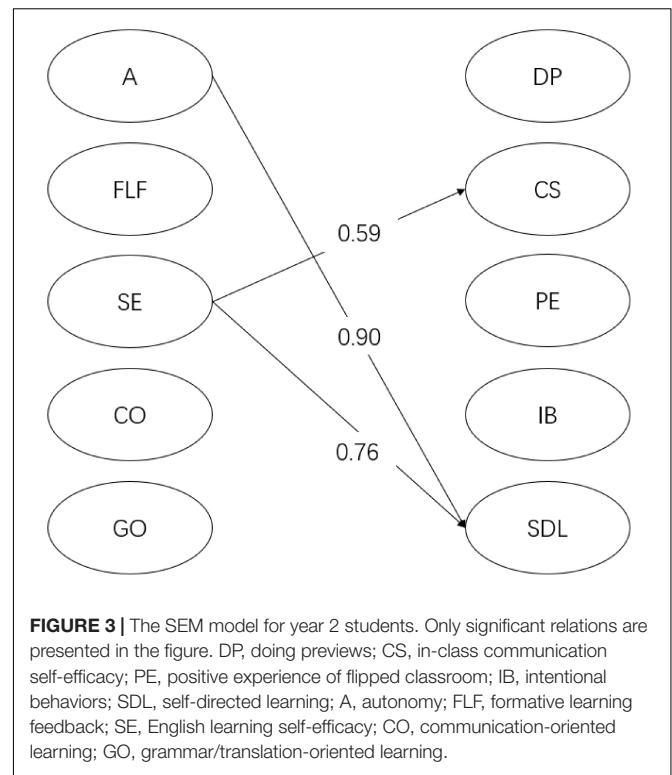 A
DP
FLF
CS
0.59
SE
PE
0.90
CO
IB
0.76
GO
SDL
FIGURE 3 | The SEM model for year 2 students. Only significant relations are
presented in the figure. DP, doing previews; CS, in-class communication
self-efficacy; PE, positive experience of flipped classroom; IB, intentional
behaviors; SDL, self-directed learning; A, autonomy; FLF, formative learning
feedback; SE, English learning self-efficacy; CO, communication-oriented
learning; GO, grammar/translation-oriented learning.